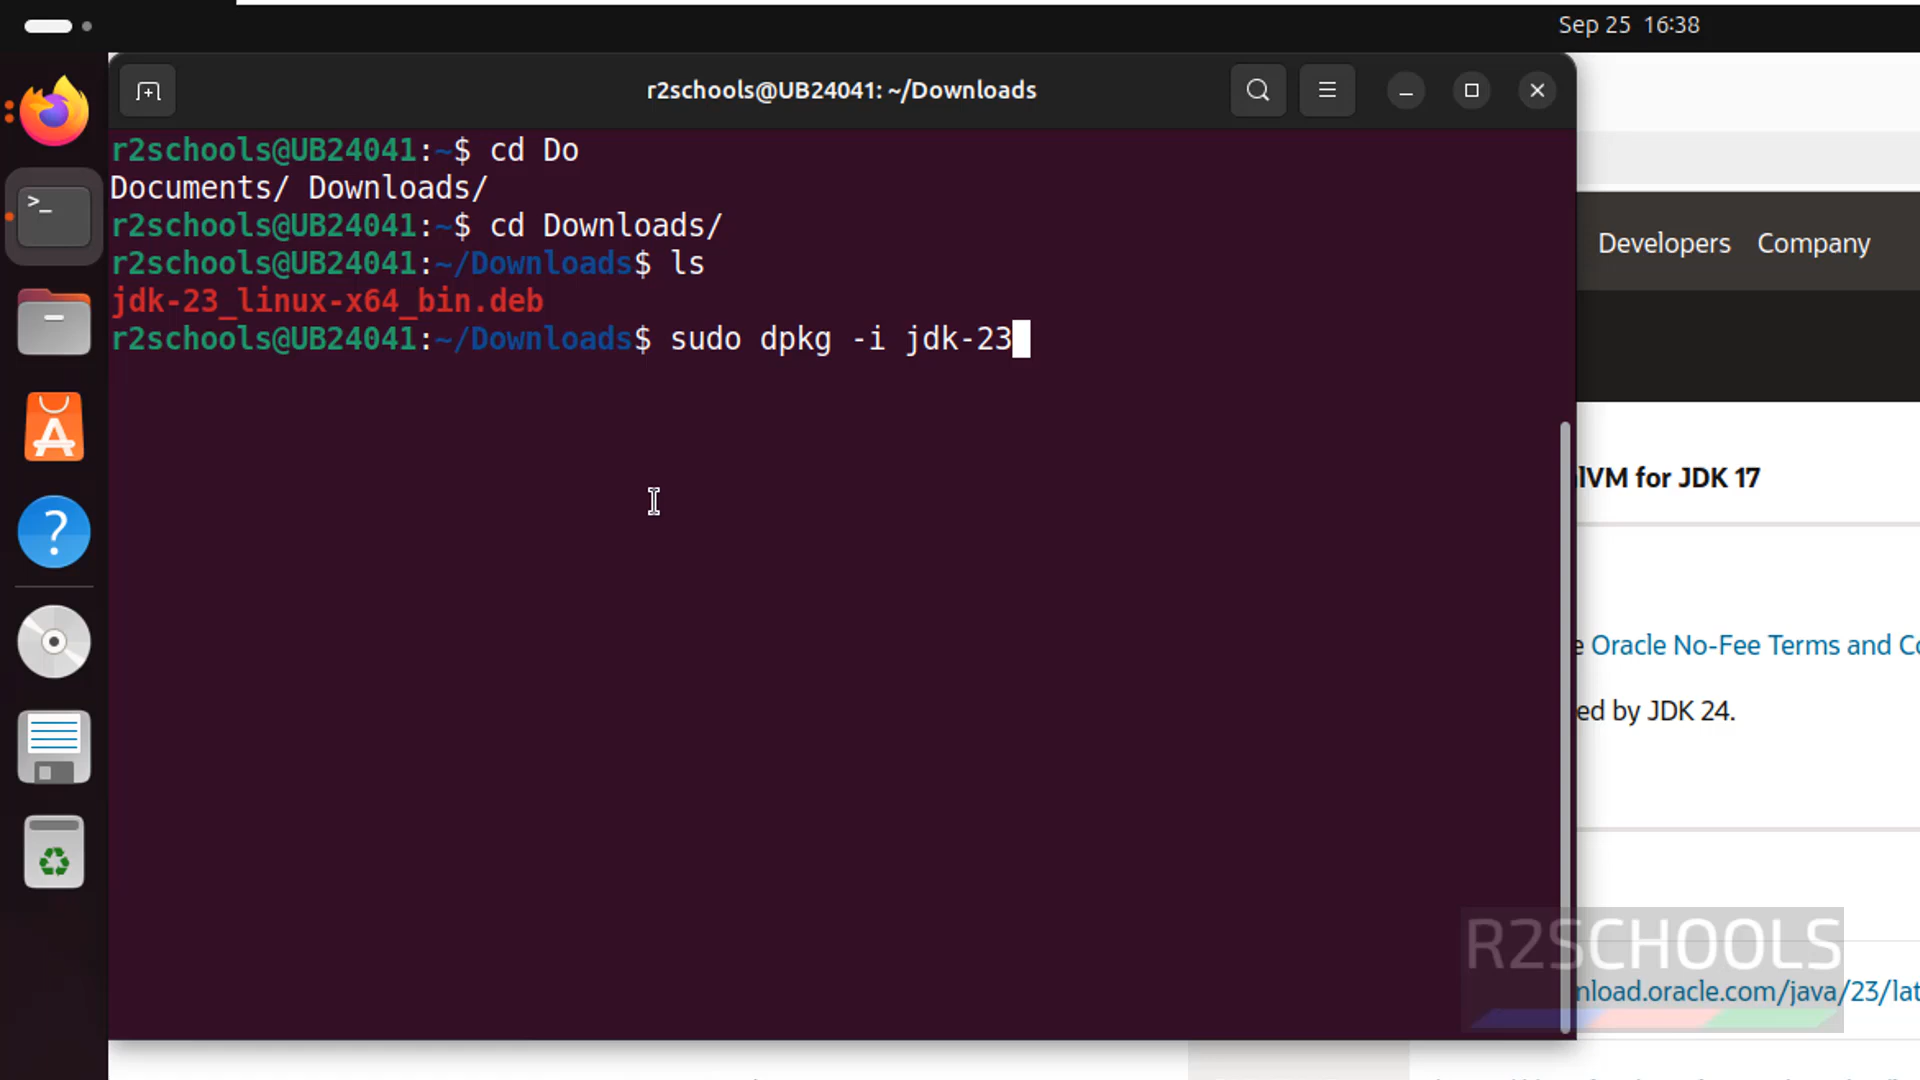 Sep 25 16:38
r2schools@UB24041: ~/Downloads
r2schools@UB24041:~$ cd Do
Documents/ Downloads/
r2schools@UB24041:~$ cd Downloads/
r2schools@UB24041:~/Downloads$ ls
jdk-23_linux-x64_bin.deb
r2schools@UB24041:~/Downloads$ sudo dpkg -i jdk-23
Developers Company
lVM for JDK 17
e Oracle No-Fee Terms and Co
ed by JDK 24.
R2SCHOOLS
nload.oracle.com/java/23/lat